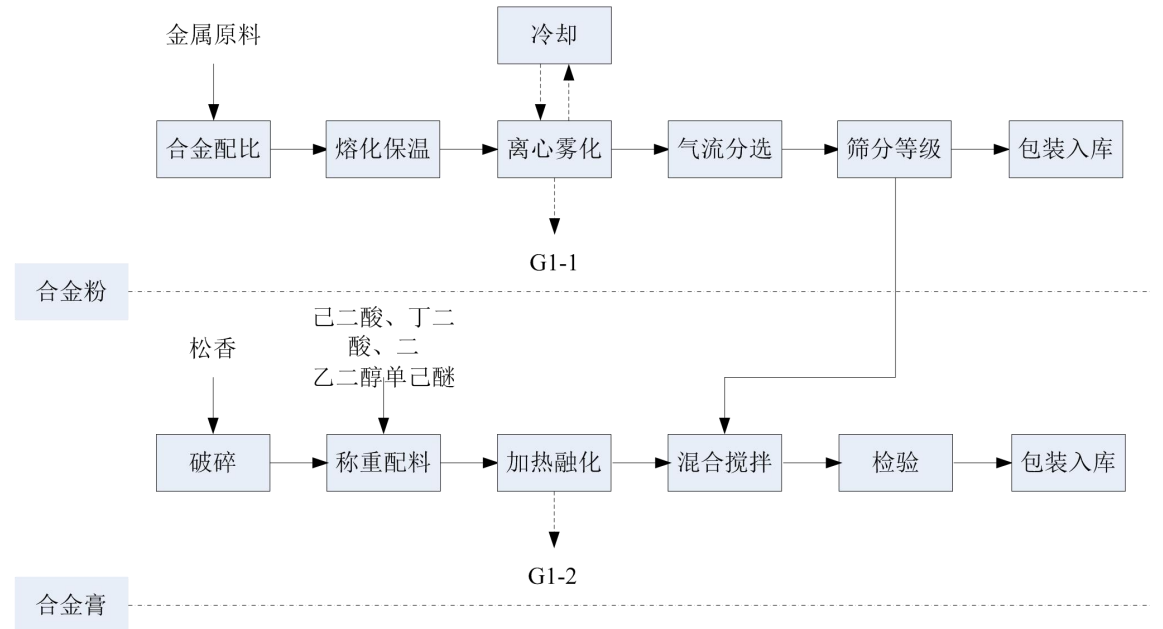 金属原料
冷却
合金配比
熔化保温
离心雾化
气流分选
筛分等级
包装入库
G1-1
合金粉
松香
己二酸、丁二
酸、二
乙二醇单己醚
破碎
称重配料
加热融化
混合搅拌
检验
包装入库
G1-2
合金膏